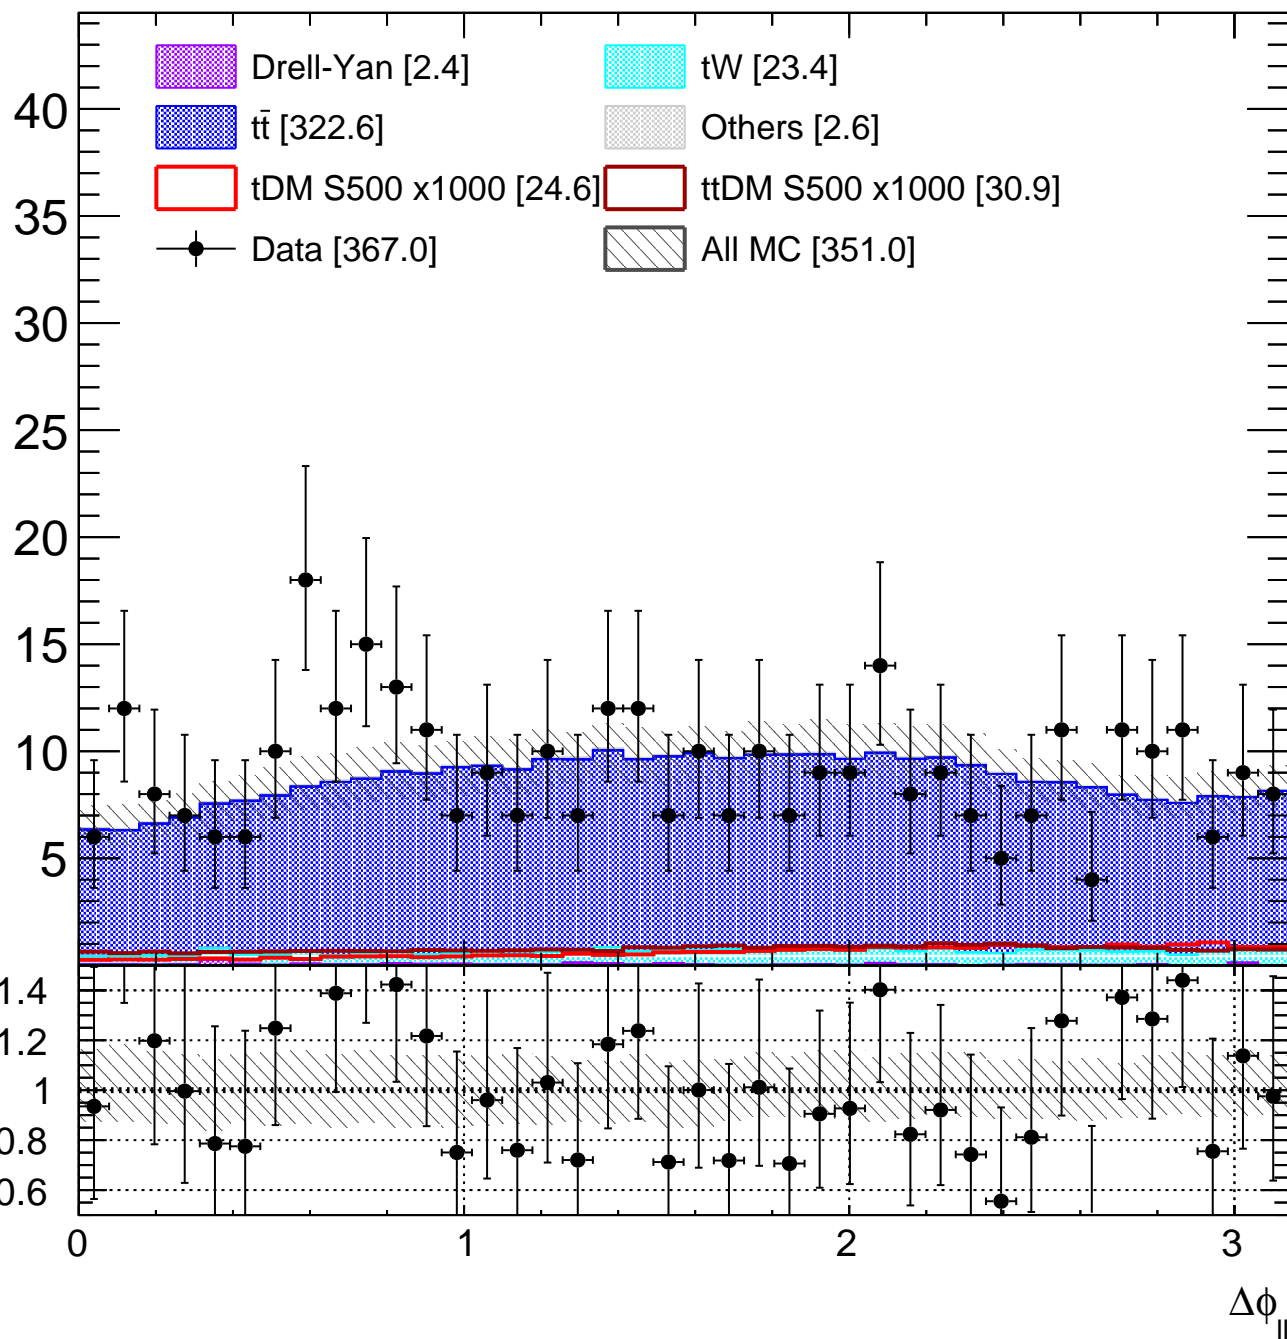 Drell-Yan [2.4]
tW [23.4]
tt̄ [322.6]
Others [2.6]
tDM S500 x1000 [24.6]
ttDM S500 x1000 [30.9]
Data [367.0]
All MC [351.0]
40
35
30
25
20
15
10
5
1.4
1.2
1
0.8
0.6
0 1 2 3
Δϕ